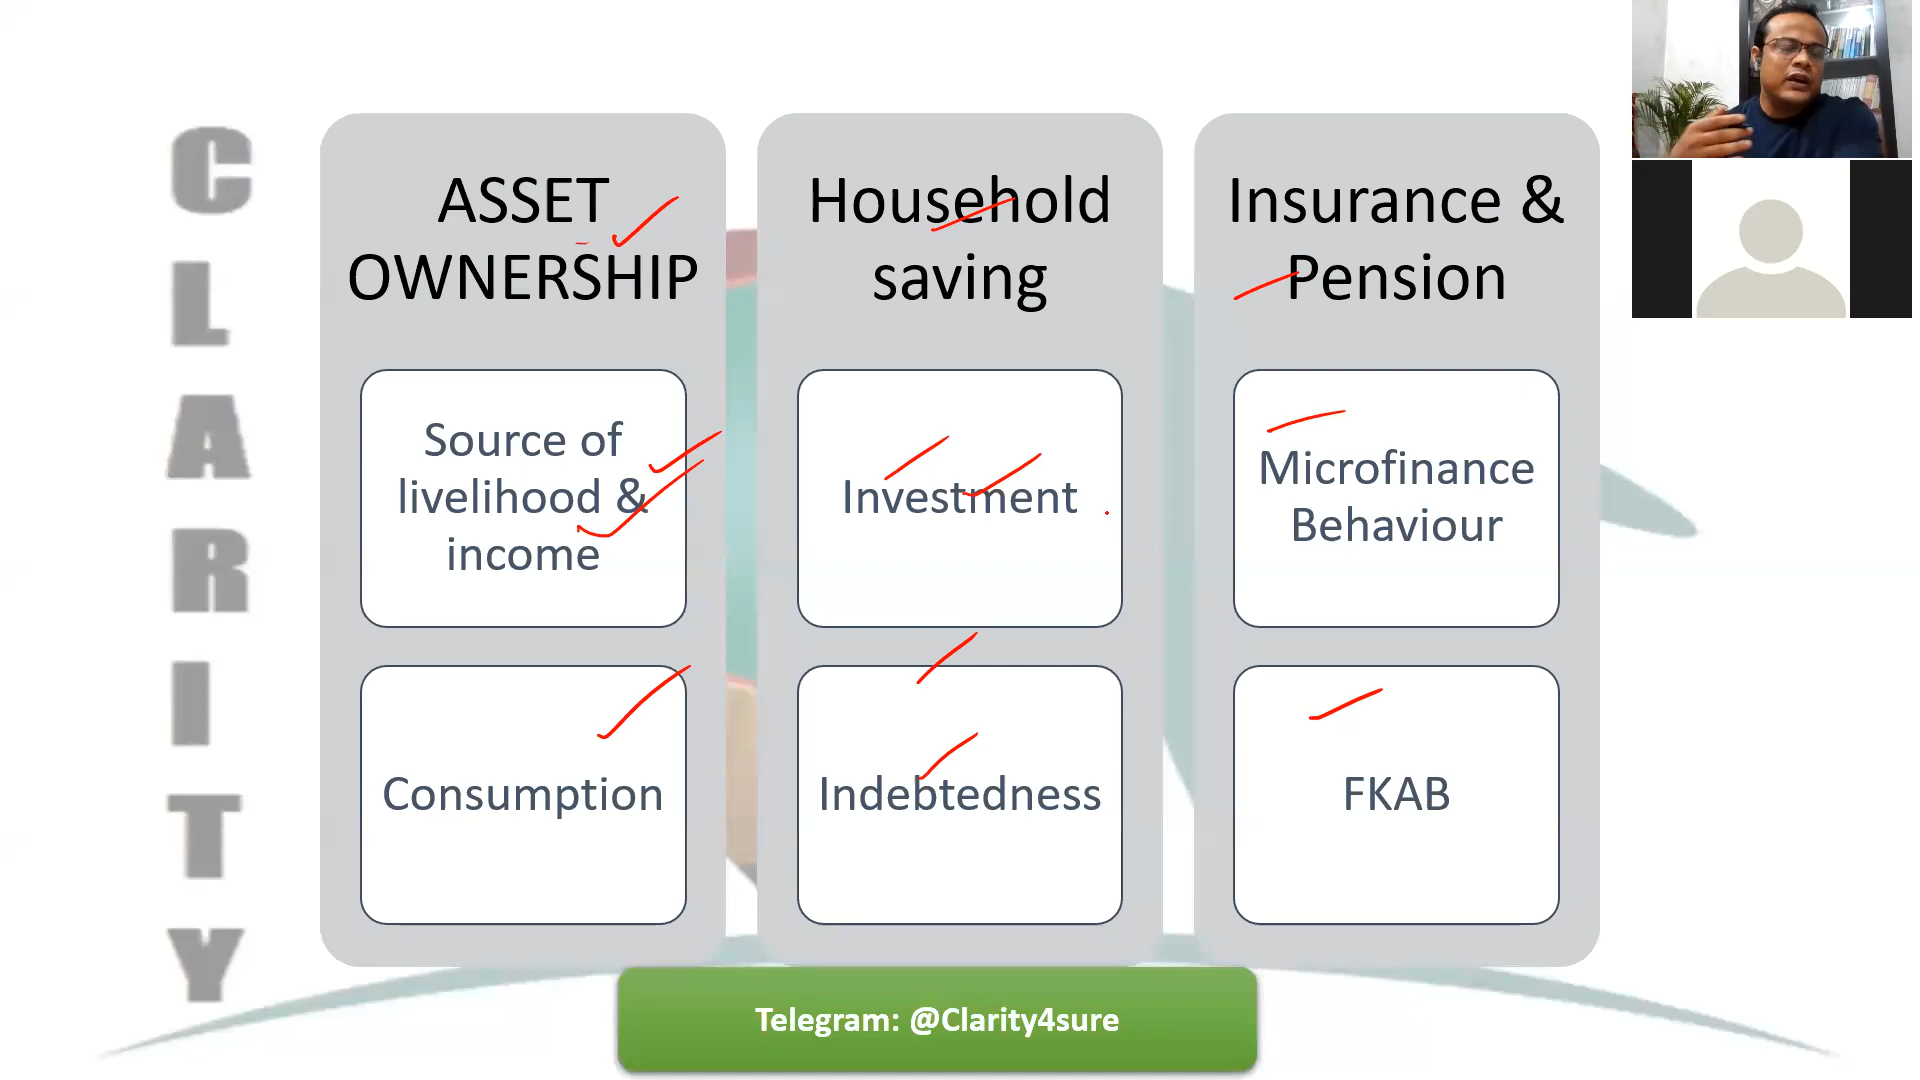 CLARITY
ASSET
OWNERSHIP
Source of
livelihood &
income
Consumption
Household
saving
Investment
Indebtedness
Insurance &
Pension
Microfinance
Behaviour
FKAB
Telegram: @Clarity4sure